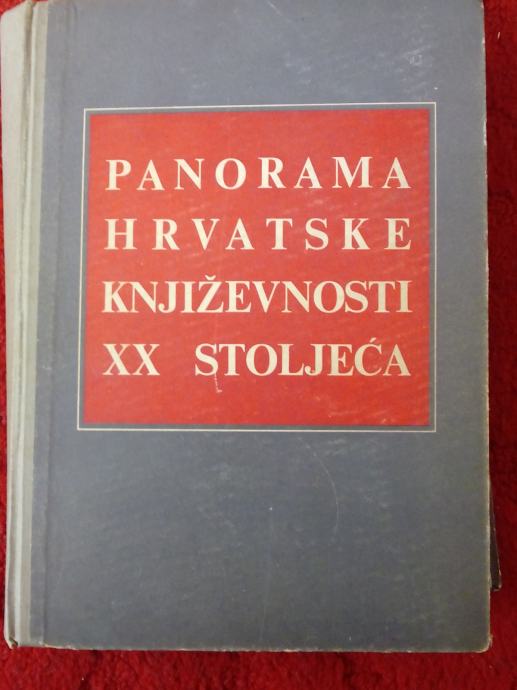 PANORAMA
HRVATSKE
KNJIŽEVNOSTI
XX STOLJEĆA